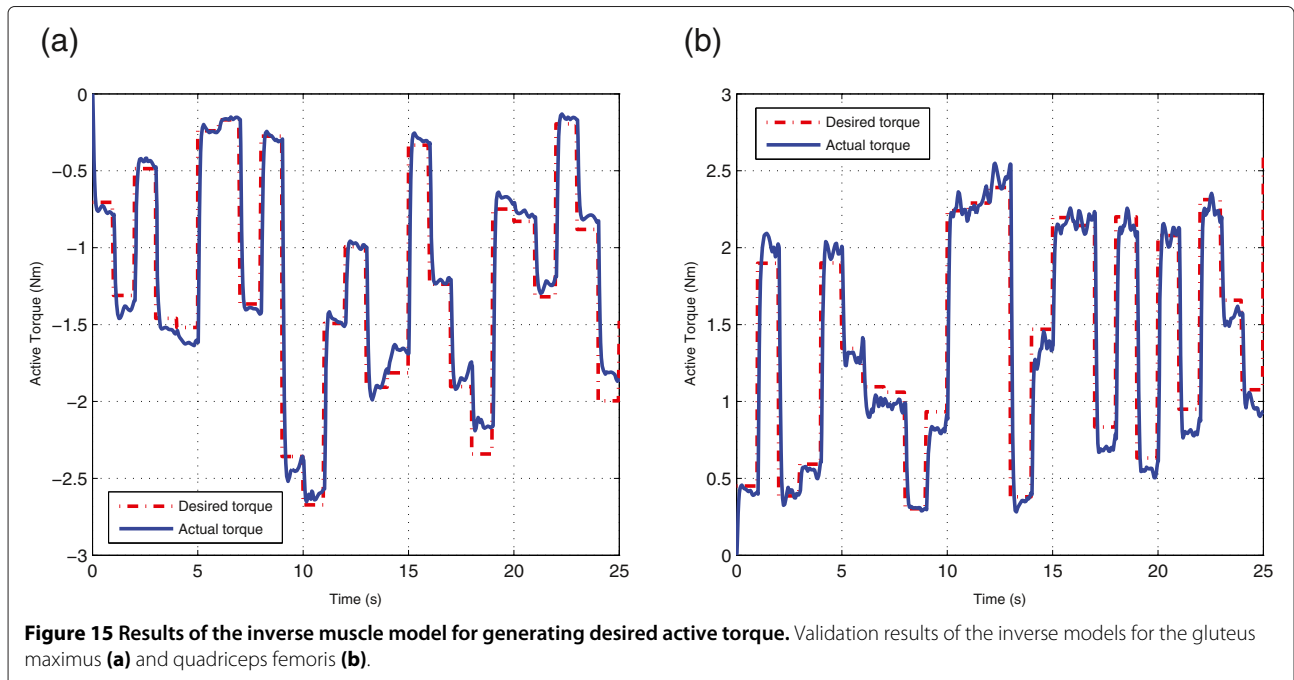 (a)
(b)
0
−0.5
−1
−1.5
−2
−2.5
−3
Active Torque (Nm)
Desired torque
Actual torque
0
5
10
15
20
25
Time (s)
3
2.5
2
1.5
1
0.5
0
Active Torque (Nm)
Desired torque
Actual torque
0
5
10
15
20
25
Time (s)
Figure 15 Results of the inverse muscle model for generating desired active torque. Validation results of the inverse models for the gluteus
maximus (a) and quadriceps femoris (b).